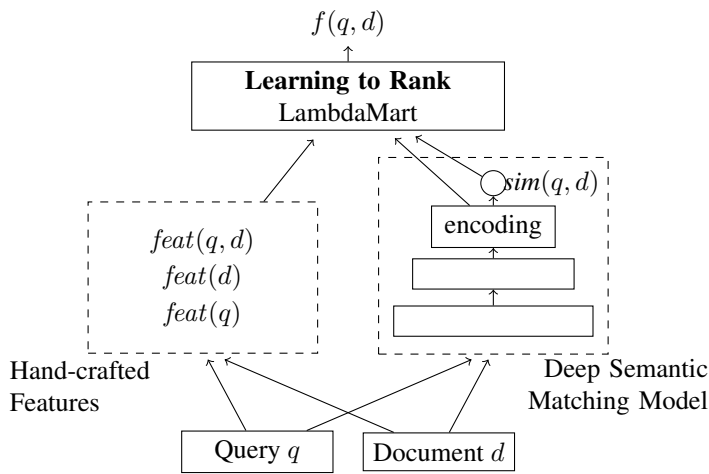 f(q, d)
Learning to Rank
LambdaMart
sim(q, d)
encoding
feat(q, d)
feat(d)
feat(q)
Hand-crafted
Features
Deep Semantic
Matching Model
Query q
Document d